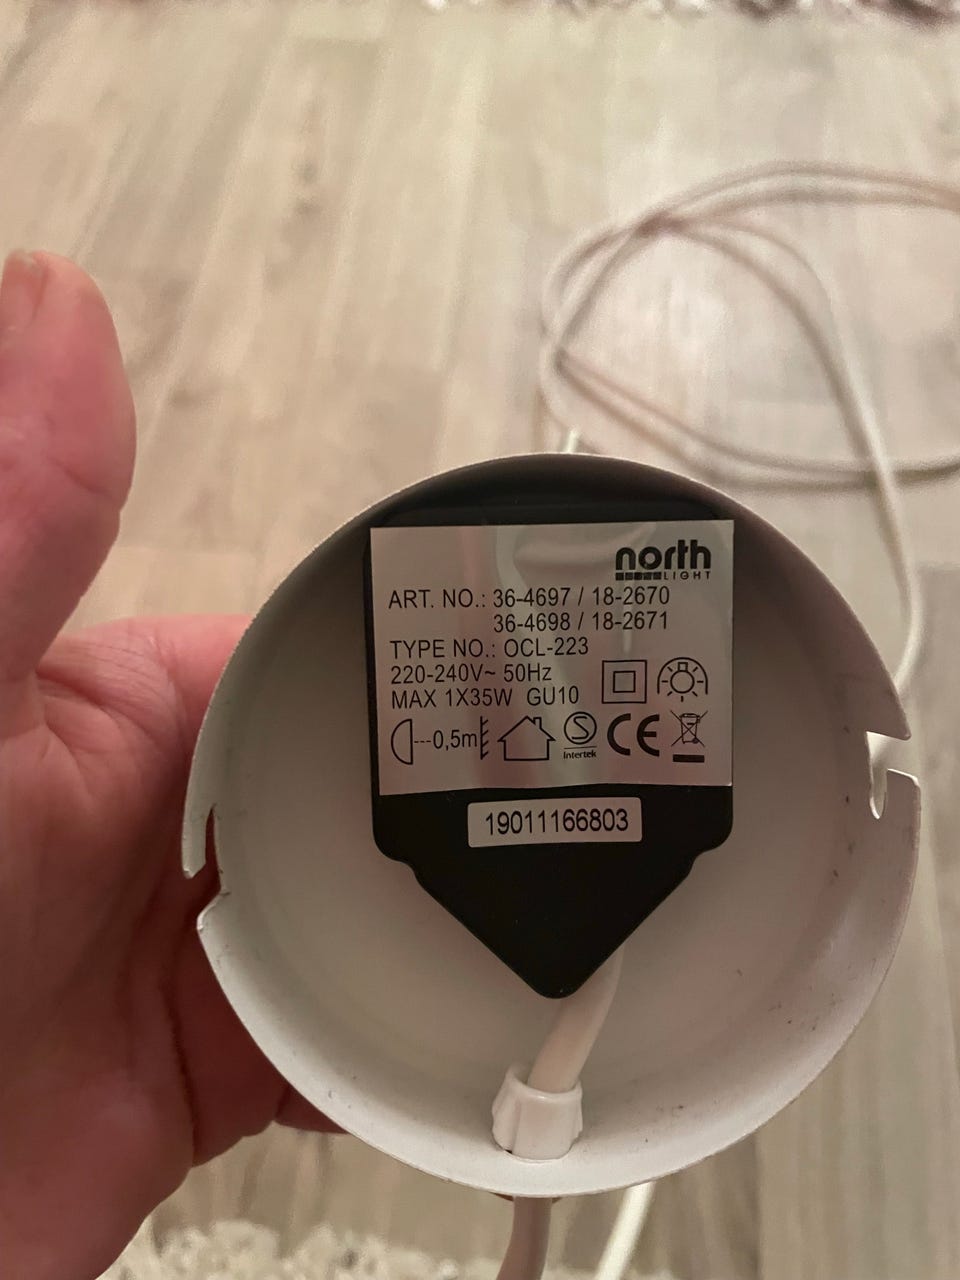 north
LIGHT
ART. NO.: 36-4697 / 18-2670
36-4698 / 18-2671
TYPE NO.: OCL-223
220-240V~ 50Hz
MAX 1X35W GU10
0,5m
S
Intertek
CE
19011166803